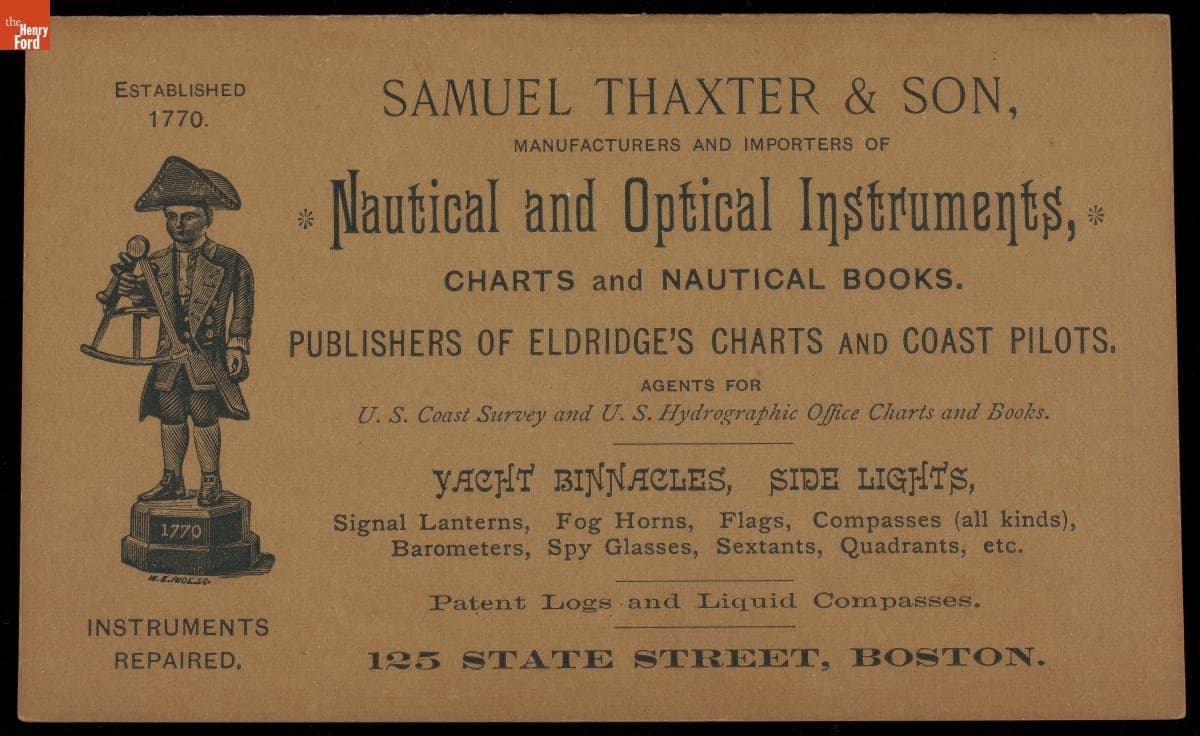 the
Henry
Ford
ESTABLISHED
1770.
1770
W.E. RICE. SC.
INSTRUMENTS
REPAIRED.
SAMUEL THAXTER & SON,
MANUFACTURERS AND IMPORTERS OF
* Nautical and Optical Instruments, *
CHARTS and NAUTICAL BOOKS.
PUBLISHERS OF ELDRIDGE'S CHARTS AND COAST PILOTS.
AGENTS FOR
U. S. Coast Survey and U. S. Hydrographic Office Charts and Books.
YACHT BINNACLES, SIDE LIGHTS,
Signal Lanterns, Fog Horns, Flags, Compasses (all kinds),
Barometers, Spy Glasses, Sextants, Quadrants, etc.
Patent Logs and Liquid Compasses.
125 STATE STREET, BOSTON.